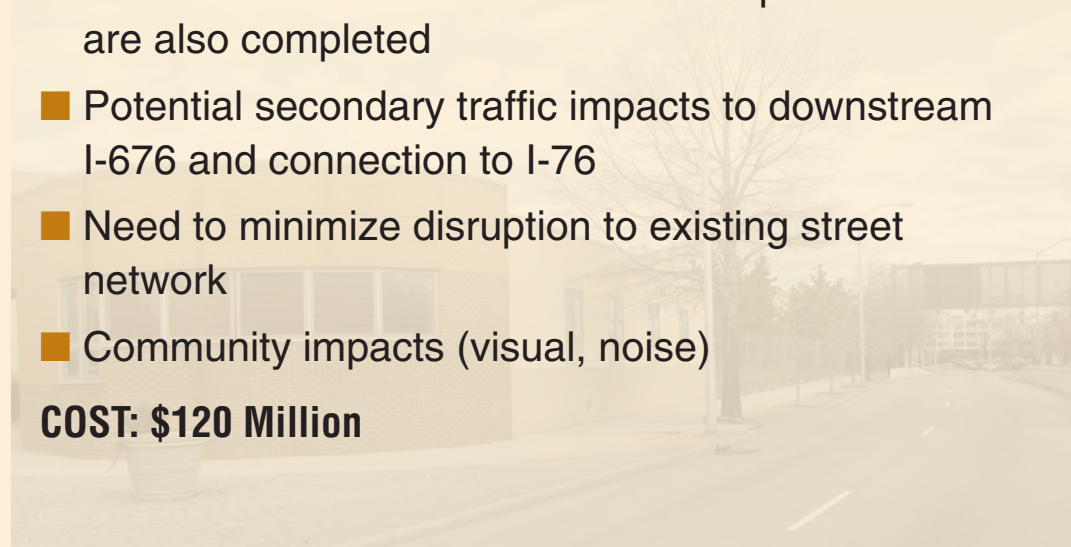 are also completed
■ Potential secondary traffic impacts to downstream
I-676 and connection to I-76
■ Need to minimize disruption to existing street
network
■ Community impacts (visual, noise)
COST: $120 Million